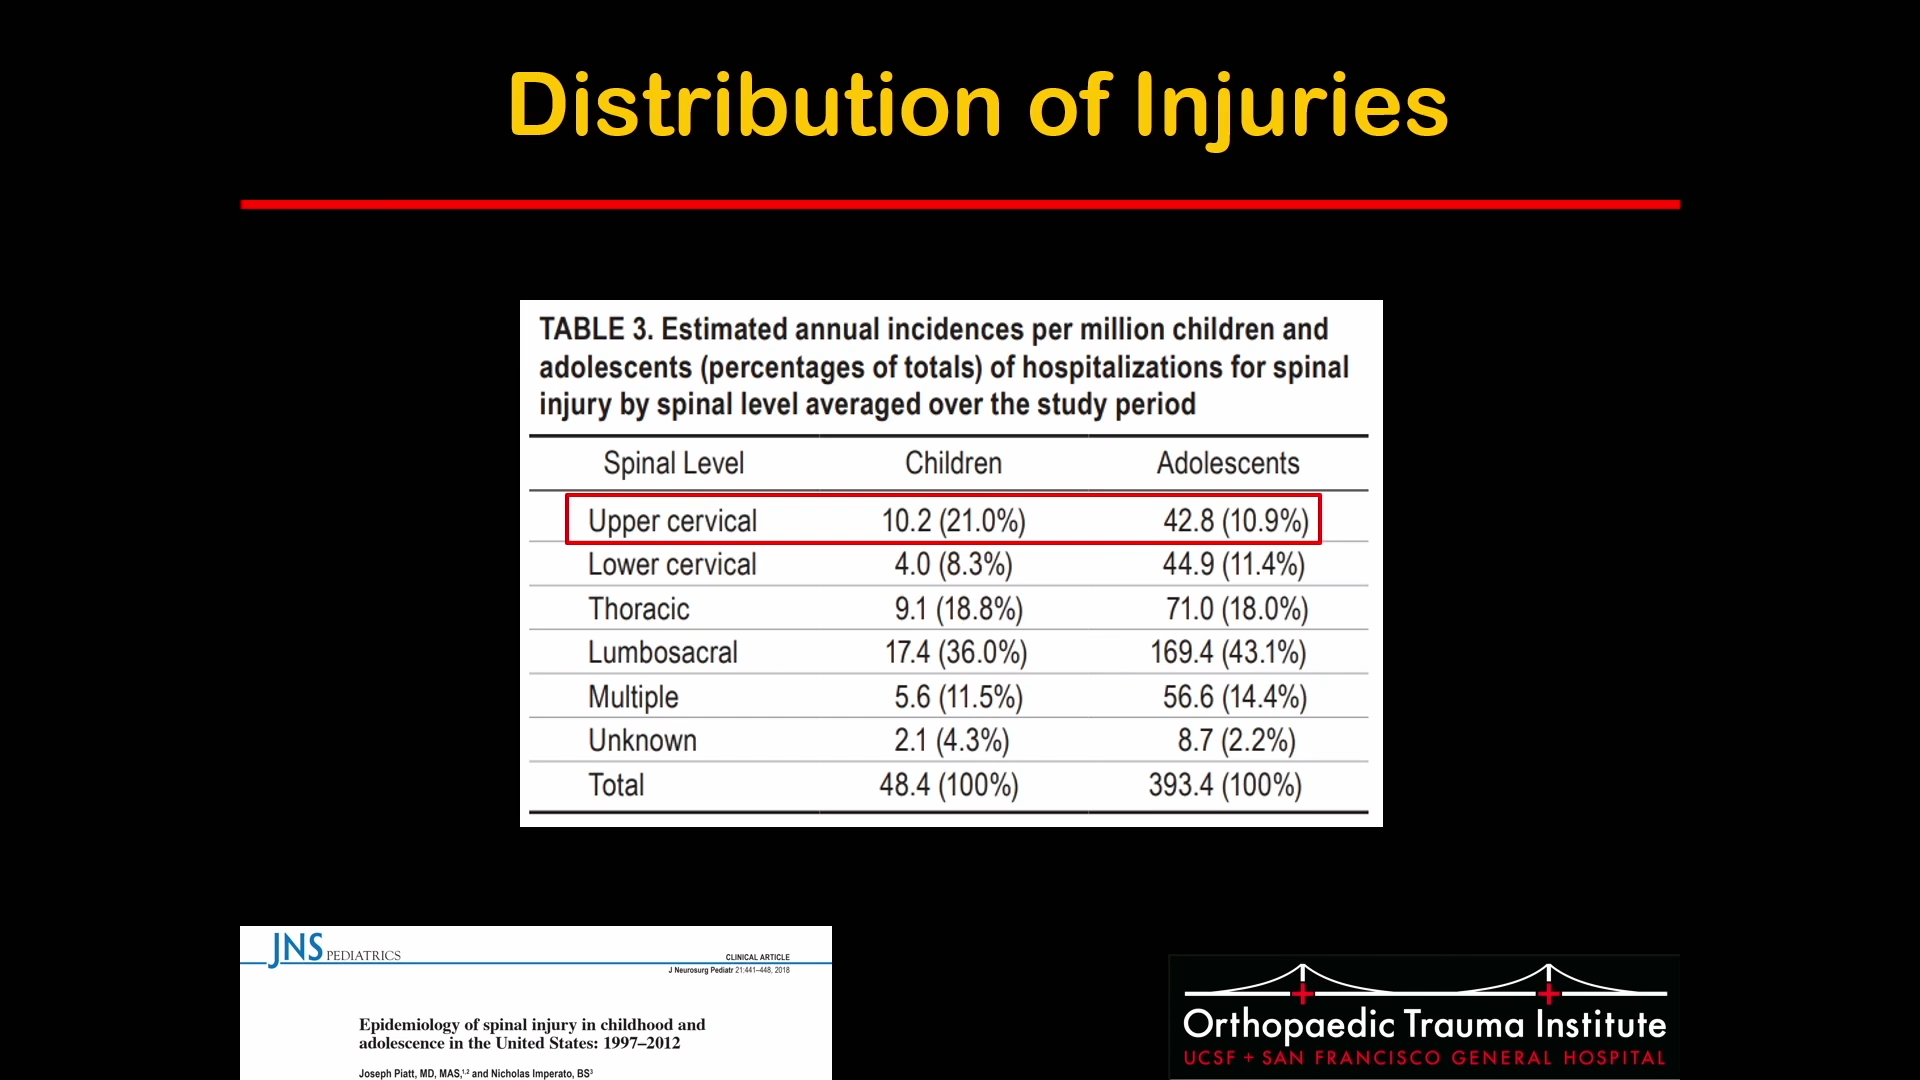 Distribution of Injuries
TABLE 3. Estimated annual incidences per million children and
adolescents (percentages of totals) of hospitalizations for spinal
injury by spinal level averaged over the study period
Spinal Level Children Adolescents
Upper cervical 10.2 (21.0%) 42.8 (10.9%)
Lower cervical 4.0 (8.3%) 44.9 (11.4%)
Thoracic 9.1 (18.8%) 71.0 (18.0%)
Lumbosacral 17.4 (36.0%) 169.4 (43.1%)
Multiple 5.6 (11.5%) 56.6 (14.4%)
Unknown 2.1 (4.3%) 8.7 (2.2%)
Total 48.4 (100%) 393.4 (100%)
JNS PEDIATRICS
CLINICAL ARTICLE
J Neurosurg Pediatr 21:441–448, 2018
Epidemiology of spinal injury in childhood and
adolescence in the United States: 1997–2012
Joseph Piatt, MD, MAS,1,2 and Nicholas Imperato, BS3
Orthopaedic Trauma Institute
UCSF + SAN FRANCISCO GENERAL HOSPITAL